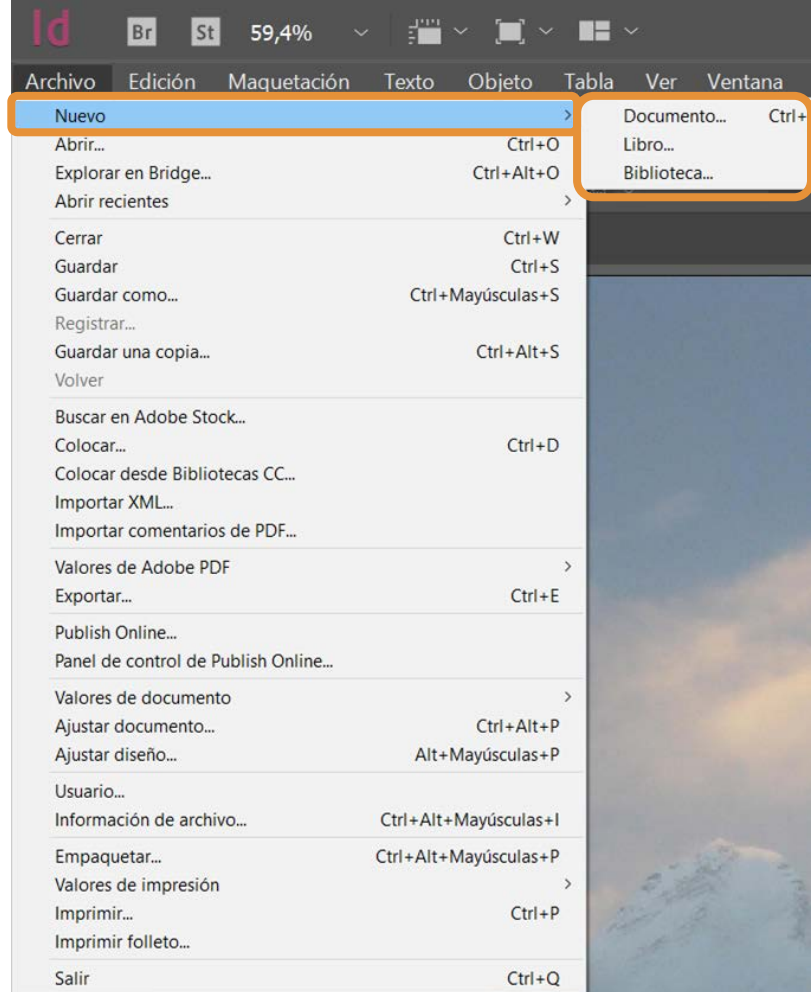 Id Br St 59,4%
Archivo Edición Maquetación Texto Objeto Tabla Ver Ventana
Nuevo >
Documento... Ctrl+
Libro...
Biblioteca...
Abrir... Ctrl+O
Explorar en Bridge... Ctrl+Alt+O
Abrir recientes >
Cerrar Ctrl+W
Guardar Ctrl+S
Guardar como... Ctrl+Mayúsculas+S
Registrar...
Guardar una copia... Ctrl+Alt+S
Volver
Buscar en Adobe Stock...
Colocar... Ctrl+D
Colocar desde Bibliotecas CC...
Importar XML...
Importar comentarios de PDF...
Valores de Adobe PDF >
Exportar... Ctrl+E
Publish Online...
Panel de control de Publish Online...
Valores de documento >
Ajustar documento... Ctrl+Alt+P
Ajustar diseño... Alt+Mayúsculas+P
Usuario...
Información de archivo... Ctrl+Alt+Mayúsculas+I
Empaquetar... Ctrl+Alt+Mayúsculas+P
Valores de impresión >
Imprimir... Ctrl+P
Imprimir folleto...
Salir Ctrl+Q